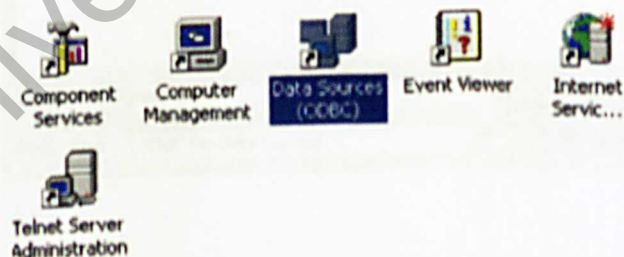 Component
Services
Computer
Management
Data Sources
(ODBC)
Event Viewer
Internet
Servic...
Telnet Server
Administration